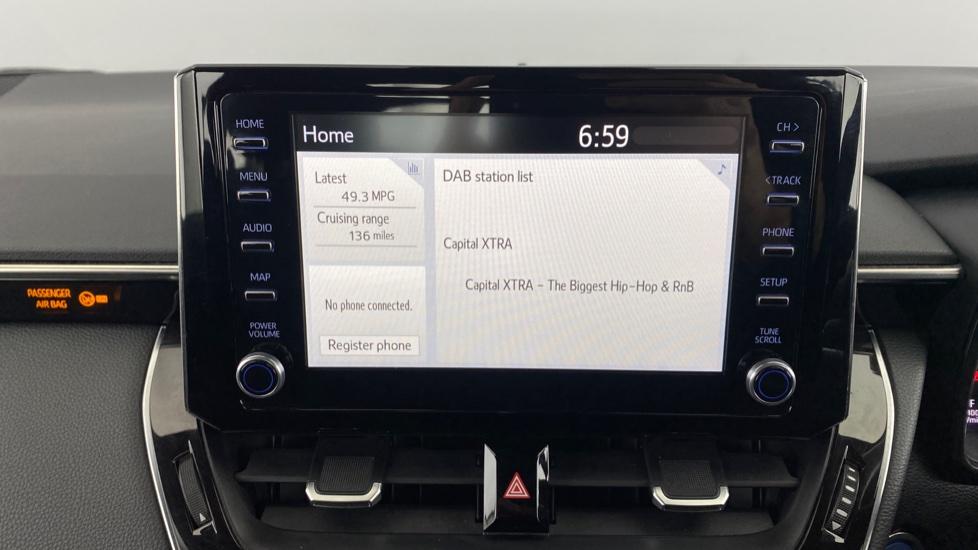 HOME
MENU
AUDIO
MAP
POWER
VOLUME
Home
6:59
Latest
49.3 MPG
Cruising range
136 miles
No phone connected.
Register phone
DAB station list
Capital XTRA
Capital XTRA - The Biggest Hip-Hop & RnB
CH >
< TRACK
PHONE
SETUP
TUNE
SCROLL
PASSENGER
AIR BAG
F